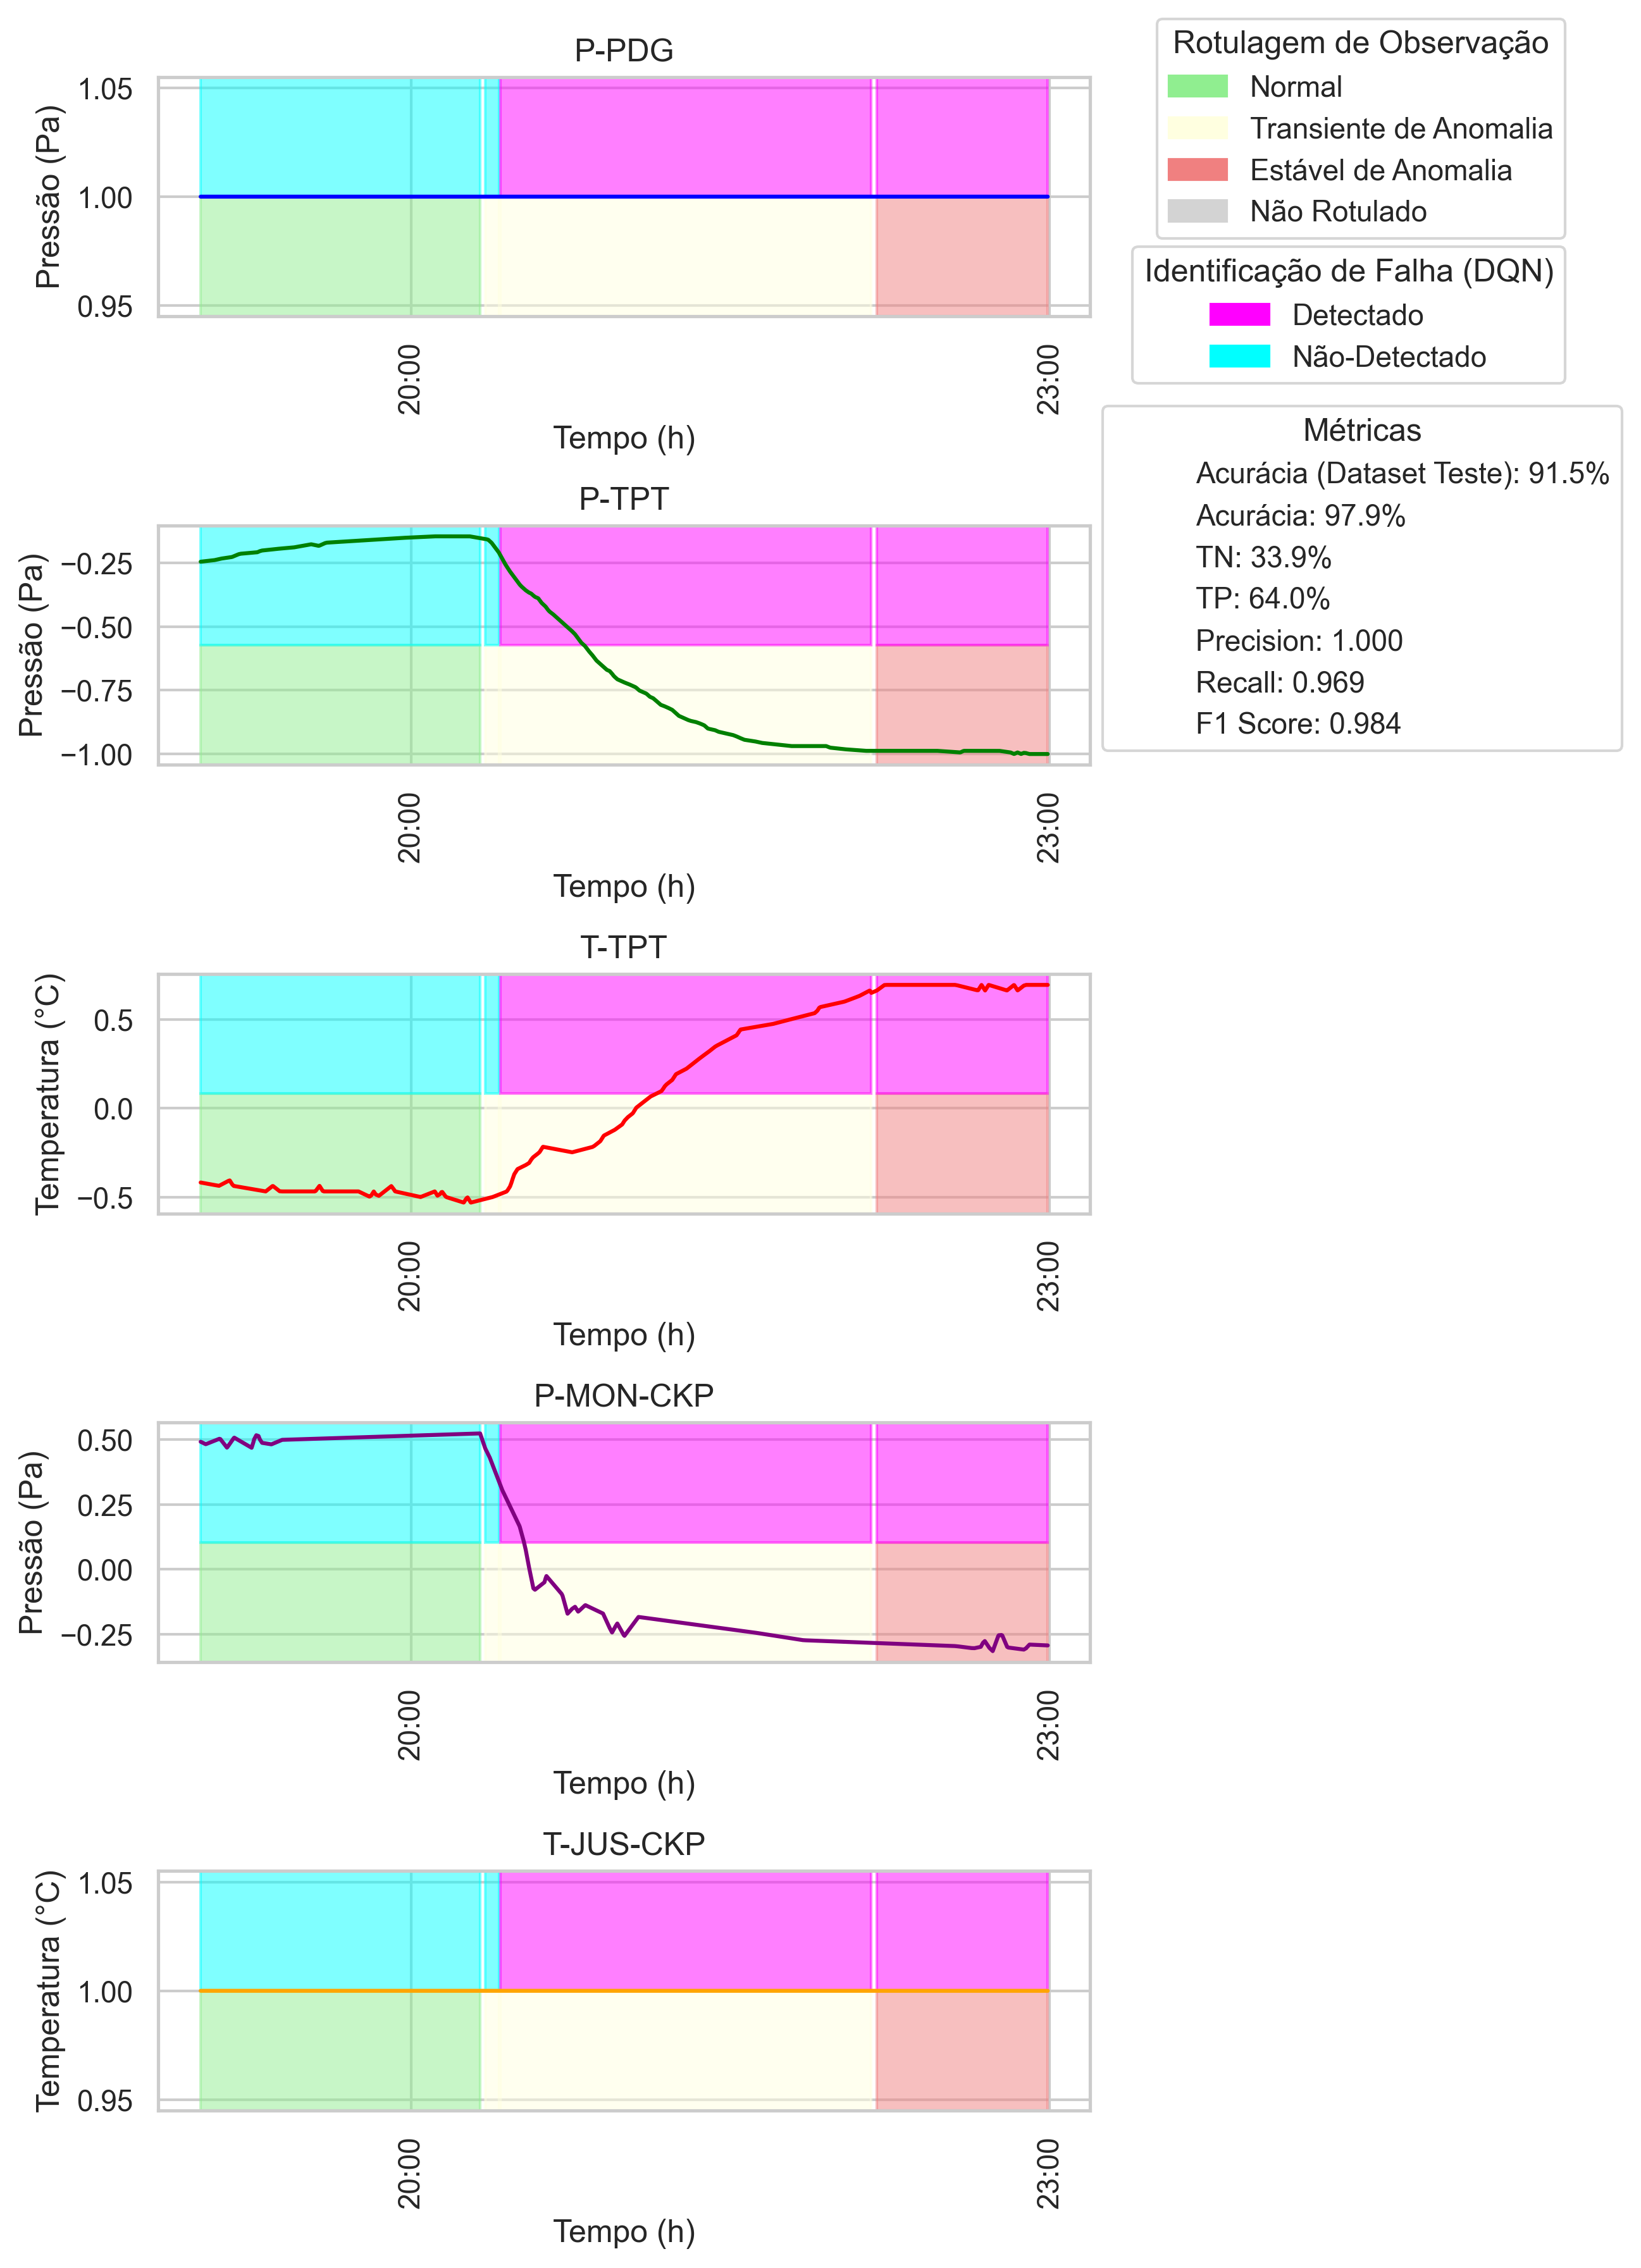 P-PDG
Pressão (Pa)
1.05
1.00
0.95
20:00
23:00
Tempo (h)
Rotulagem de Observação
Normal
Transiente de Anomalia
Estável de Anomalia
Não Rotulado
Identificação de Falha (DQN)
Detectado
Não-Detectado
Métricas
Acurácia (Dataset Teste): 91.5%
Acurácia: 97.9%
TN: 33.9%
TP: 64.0%
Precision: 1.000
Recall: 0.969
F1 Score: 0.984
P-TPT
Pressão (Pa)
−0.25
−0.50
−0.75
−1.00
20:00
23:00
Tempo (h)
T-TPT
Temperatura (°C)
0.5
0.0
−0.5
20:00
23:00
Tempo (h)
P-MON-CKP
Pressão (Pa)
0.50
0.25
0.00
−0.25
20:00
23:00
Tempo (h)
T-JUS-CKP
Temperatura (°C)
1.05
1.00
0.95
20:00
23:00
Tempo (h)